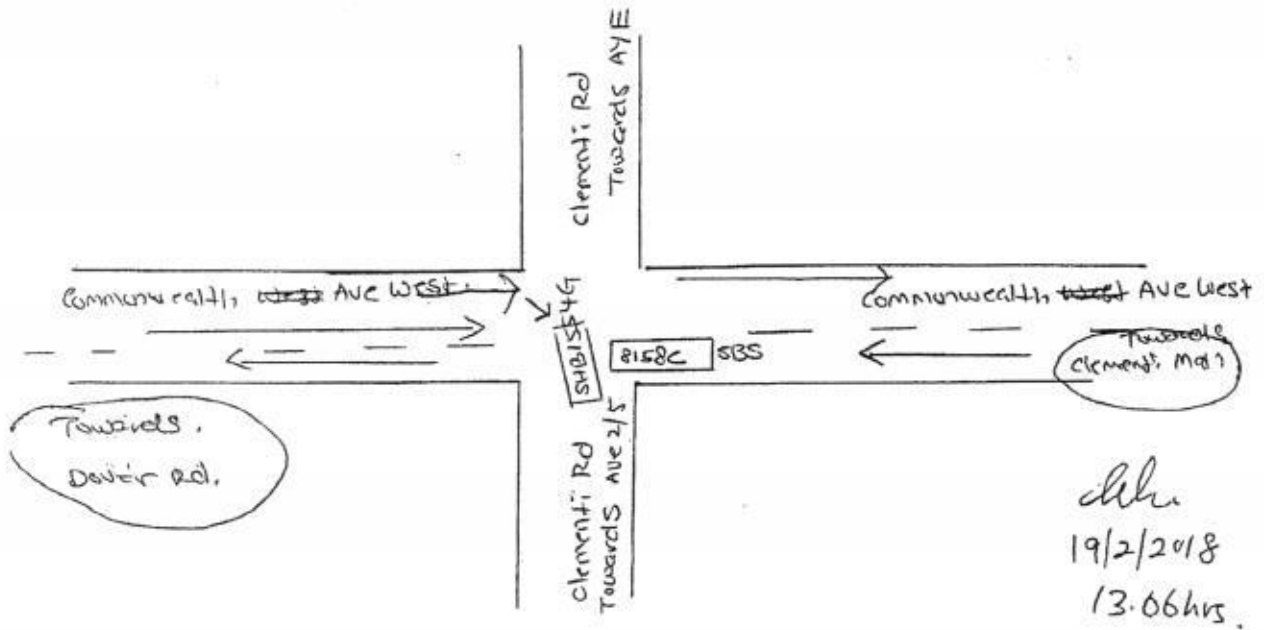 Clementi Rd
Towards AYE
Commonwealth Ave West
Commonwealth Ave West
Towards
Clementi Mall
8158C SBS
Towards.
Dover Rd.
Clementi Rd
Towards Ave 2/5
19/2/2018
13.06hrs.